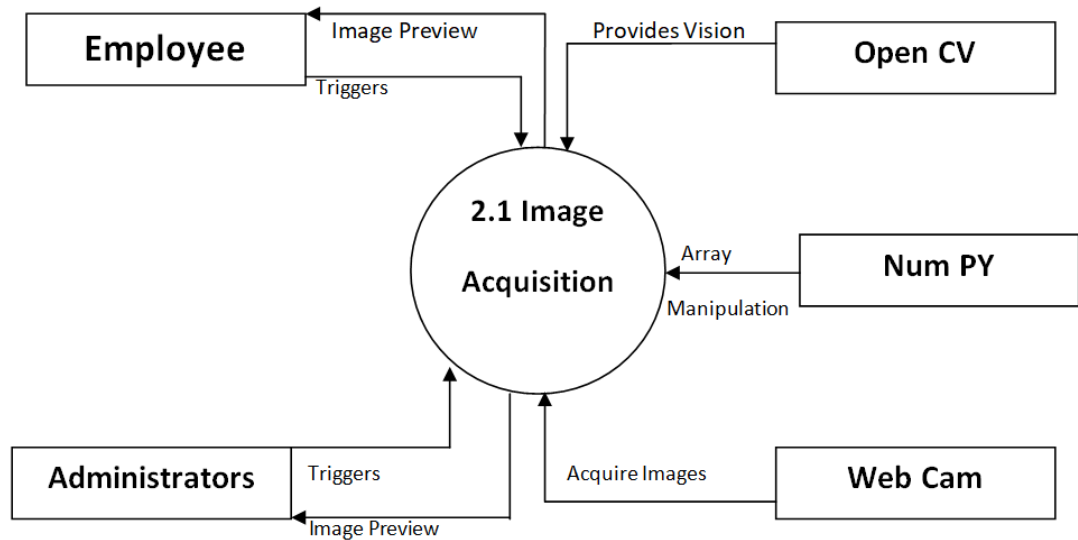 Employee
Image Preview
Provides Vision
Open CV
Triggers
2.1 Image
Acquisition
Array
Manipulation
Num PY
Administrators
Triggers
Image Preview
Acquire Images
Web Cam